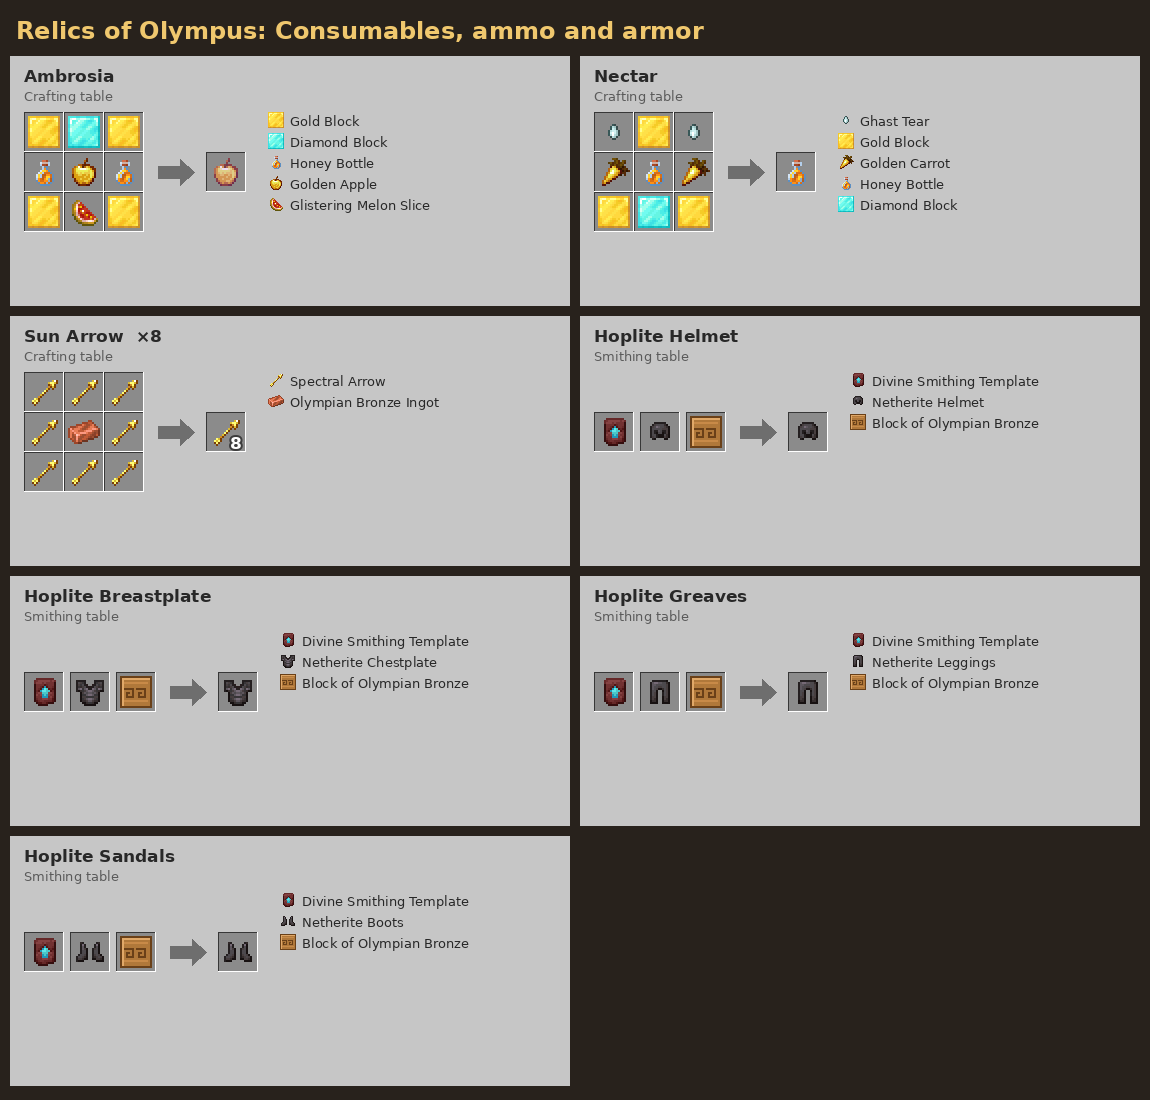 Relics of Olympus: Consumables, ammo and armor
Ambrosia
Crafting table
Gold Block
Diamond Block
Honey Bottle
Golden Apple
Glistering Melon Slice
Nectar
Crafting table
Ghast Tear
Gold Block
Golden Carrot
Honey Bottle
Diamond Block
Sun Arrow ×8
Crafting table
Spectral Arrow
Olympian Bronze Ingot
8
Hoplite Helmet
Smithing table
Divine Smithing Template
Netherite Helmet
Block of Olympian Bronze
Hoplite Breastplate
Smithing table
Divine Smithing Template
Netherite Chestplate
Block of Olympian Bronze
Hoplite Greaves
Smithing table
Divine Smithing Template
Netherite Leggings
Block of Olympian Bronze
Hoplite Sandals
Smithing table
Divine Smithing Template
Netherite Boots
Block of Olympian Bronze